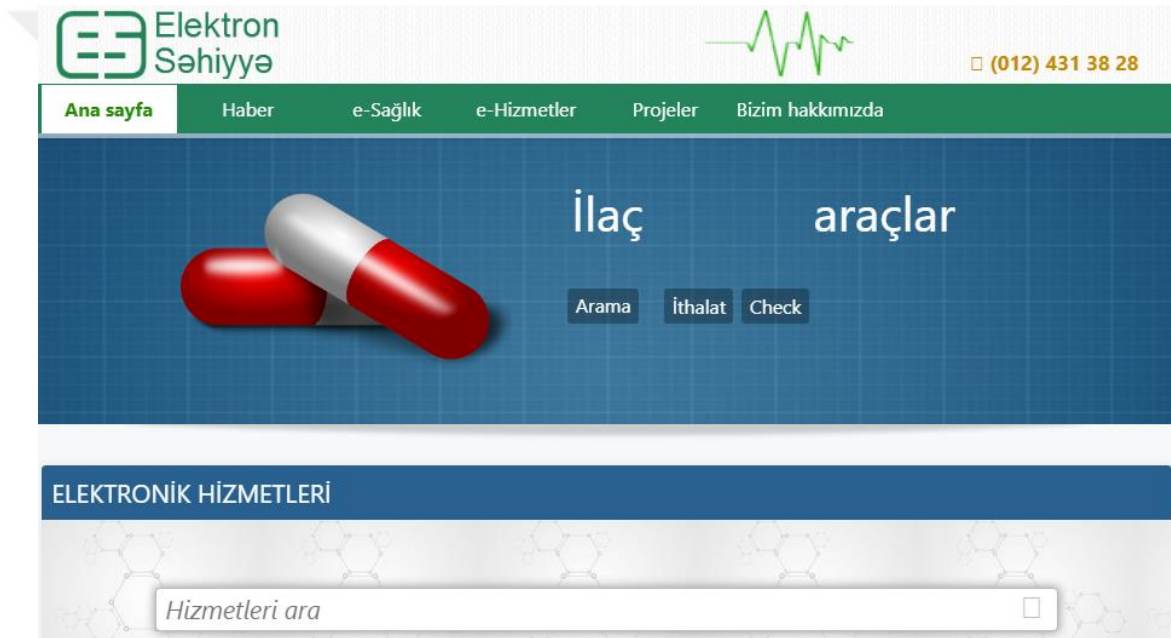 Elektron
Səhiyyə
(012) 431 38 28
Ana sayfa Haber e-Sağlık e-Hizmetler Projeler Bizim hakkımızda
İlaç araçlar
Arama İthalat Check
ELEKTRONİK HİZMETLERİ
Hizmetleri ara